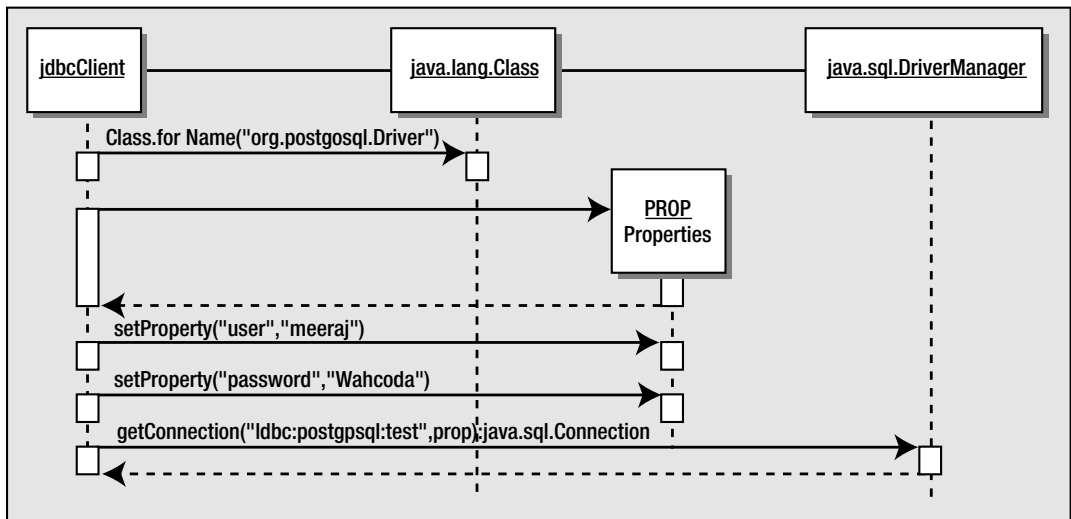 jdbcClient
java.lang.Class
java.sql.DriverManager
Class.for Name("org.postgosql.Driver")
PROP
Properties
setProperty("user","meeraj")
setProperty("password","Wahcoda")
getConnection("ldbc:postgpsql:test",prop):java.sql.Connection